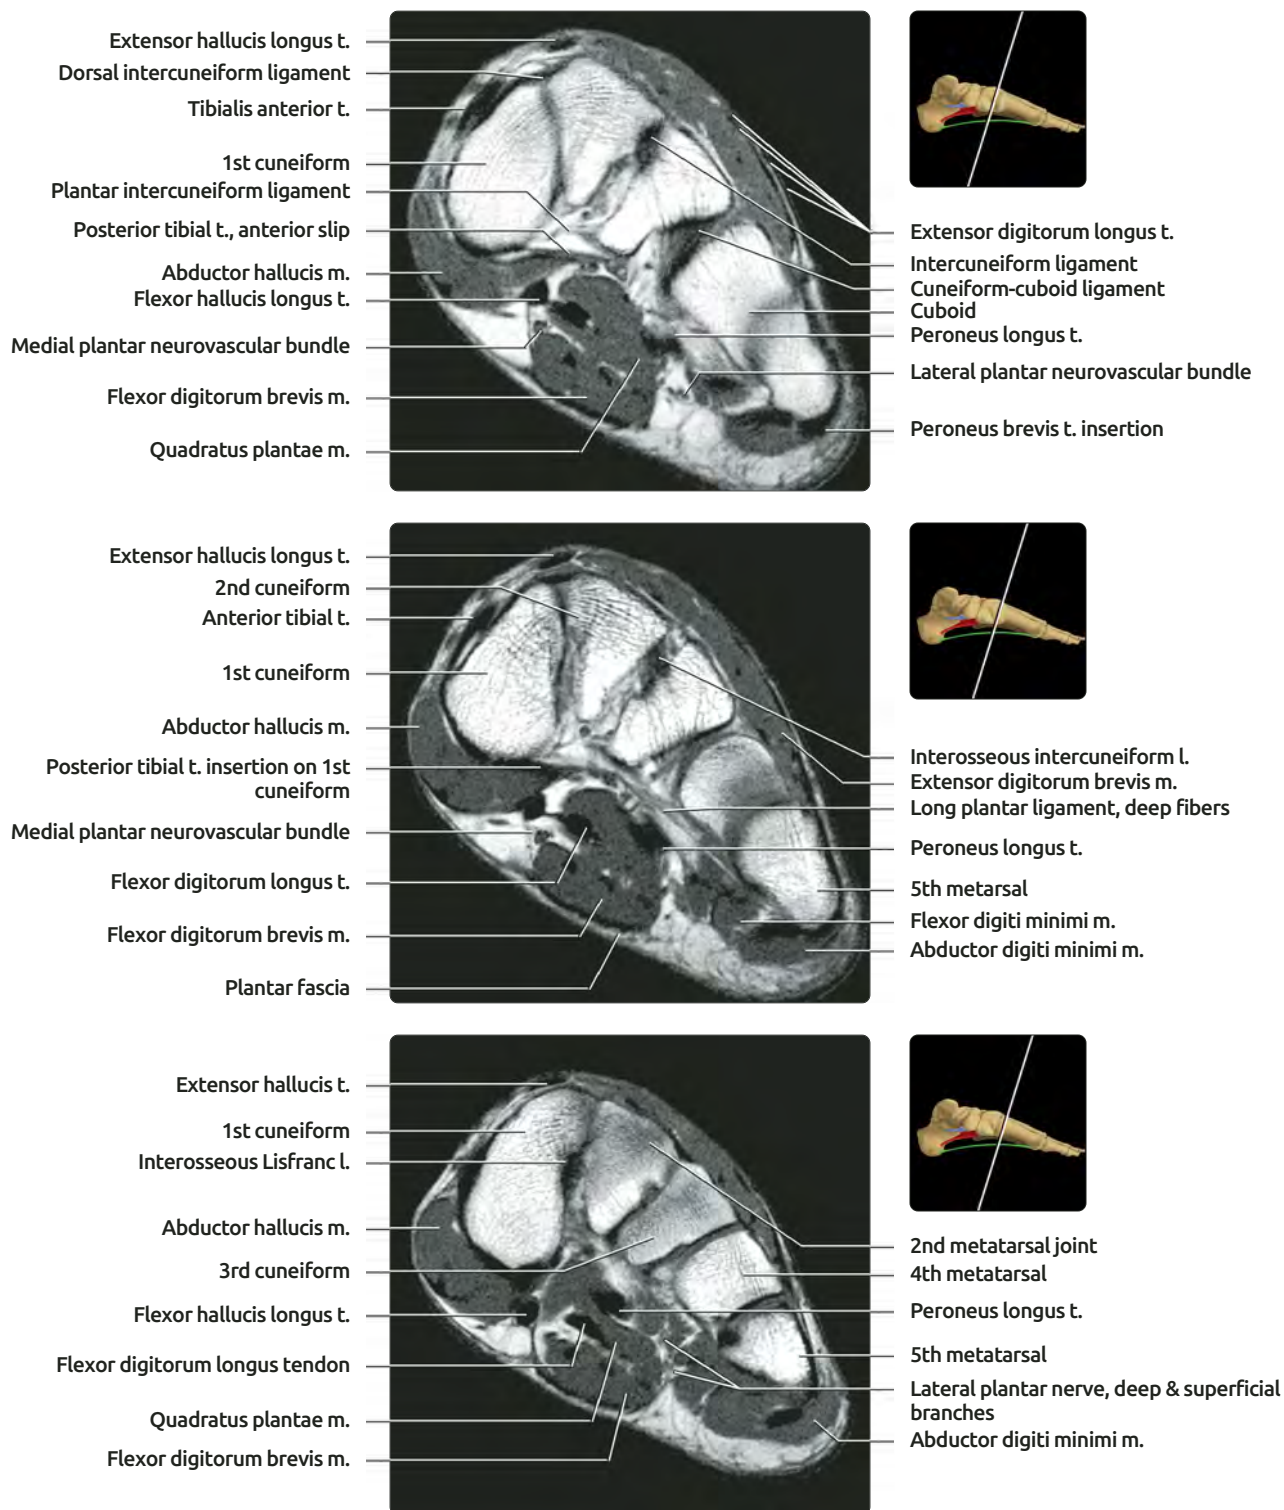 Extensor hallucis longus t.
Dorsal intercuneiform ligament
Tibialis anterior t.
1st cuneiform
Plantar intercuneiform ligament
Posterior tibial t., anterior slip
Abductor hallucis m.
Flexor hallucis longus t.
Medial plantar neurovascular bundle
Flexor digitorum brevis m.
Quadratus plantae m.
Extensor digitorum longus t.
Intercuneiform ligament
Cuneiform-cuboid ligament
Cuboid
Peroneus longus t.
Lateral plantar neurovascular bundle
Peroneus brevis t. insertion
Extensor hallucis longus t.
2nd cuneiform
Anterior tibial t.
1st cuneiform
Abductor hallucis m.
Posterior tibial t. insertion on 1st
cuneiform
Medial plantar neurovascular bundle
Flexor digitorum longus t.
Flexor digitorum brevis m.
Plantar fascia
Interosseous intercuneiform l.
Extensor digitorum brevis m.
Long plantar ligament, deep fibers
Peroneus longus t.
5th metarsal
Flexor digiti minimi m.
Abductor digiti minimi m.
Extensor hallucis t.
1st cuneiform
Interosseous Lisfranc l.
Abductor hallucis m.
3rd cuneiform
Flexor hallucis longus t.
Flexor digitorum longus tendon
Quadratus plantae m.
Flexor digitorum brevis m.
2nd metatarsal joint
4th metatarsal
Peroneus longus t.
5th metatarsal
Lateral plantar nerve, deep & superficial
branches
Abductor digiti minimi m.